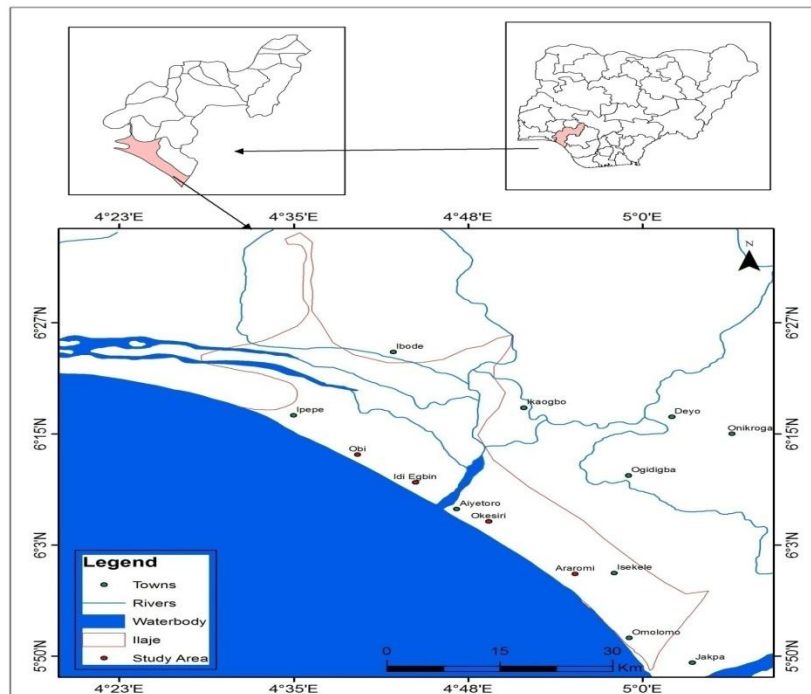 4°23'E 4°35'E 4°48'E 5°0'E
N
6°27'N 6°27'N
Ibode
Ikaogbo
Ipepe
Deyo
6°15'N 6°15'N
Onikroga
Obi
Idi Egbin
Ogidigba
Aiyetoro
Okesiri
6°3'N 6°3'N
Legend
Towns
Rivers
Waterbody
Ilaje
Study Area
Araromi
Isekele
Omolomo
0 15 30
Km
Jakpa
5°50'N 5°50'N
4°23'E 4°35'E 4°48'E 5°0'E